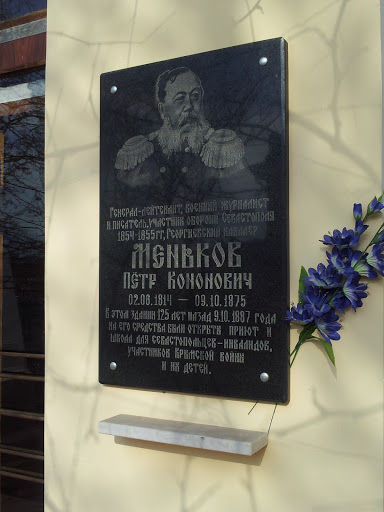 Генерал-лейтенант, военный журналист
и писатель, участник обороны Севастополя
1854-1855гг, Георгиевский кавалер
Меньков
Пётр Кононович
02.08.1814 — 09.10.1875
В этом здании 125 лет назад 9.10.1887 года
на его средства были открыты приют и
школа для севастопольцев-инвалидов,
участников Крымской войны
и их детей.